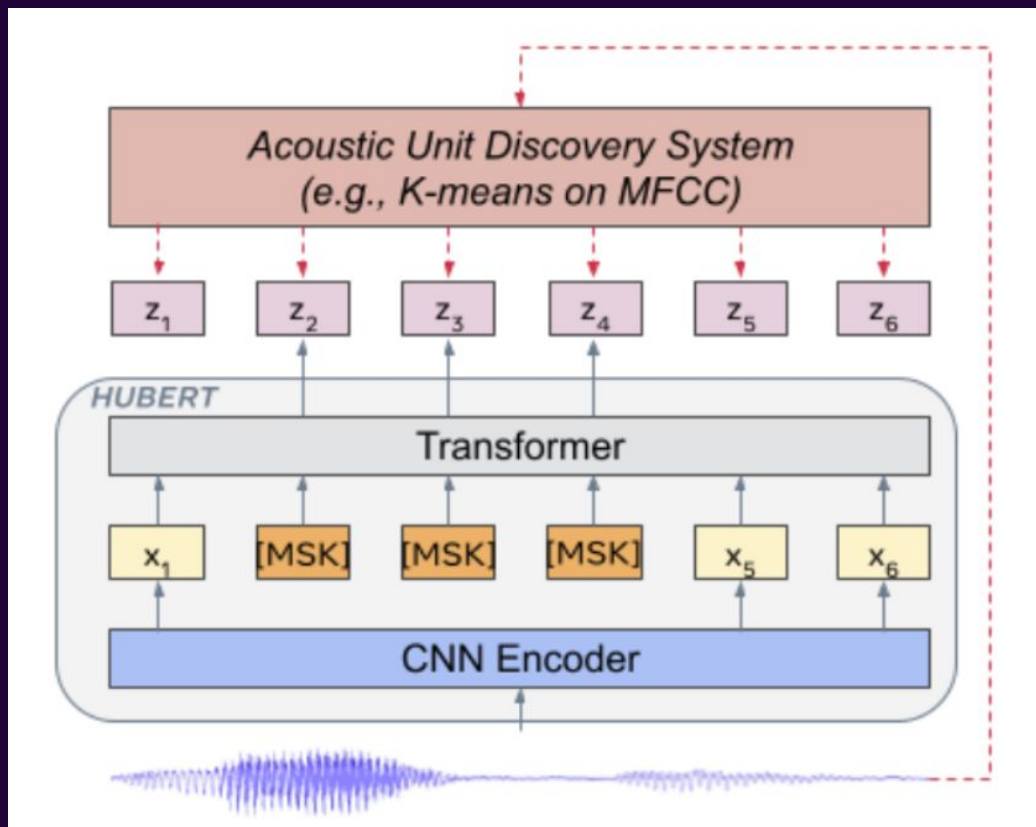 Acoustic Unit Discovery System
(e.g., K-means on MFCC)
z₁ z₂ z₃ z₄ z₅ z₆
HUBERT
Transformer
x₁ [MSK] [MSK] [MSK] x₅ x₆
CNN Encoder